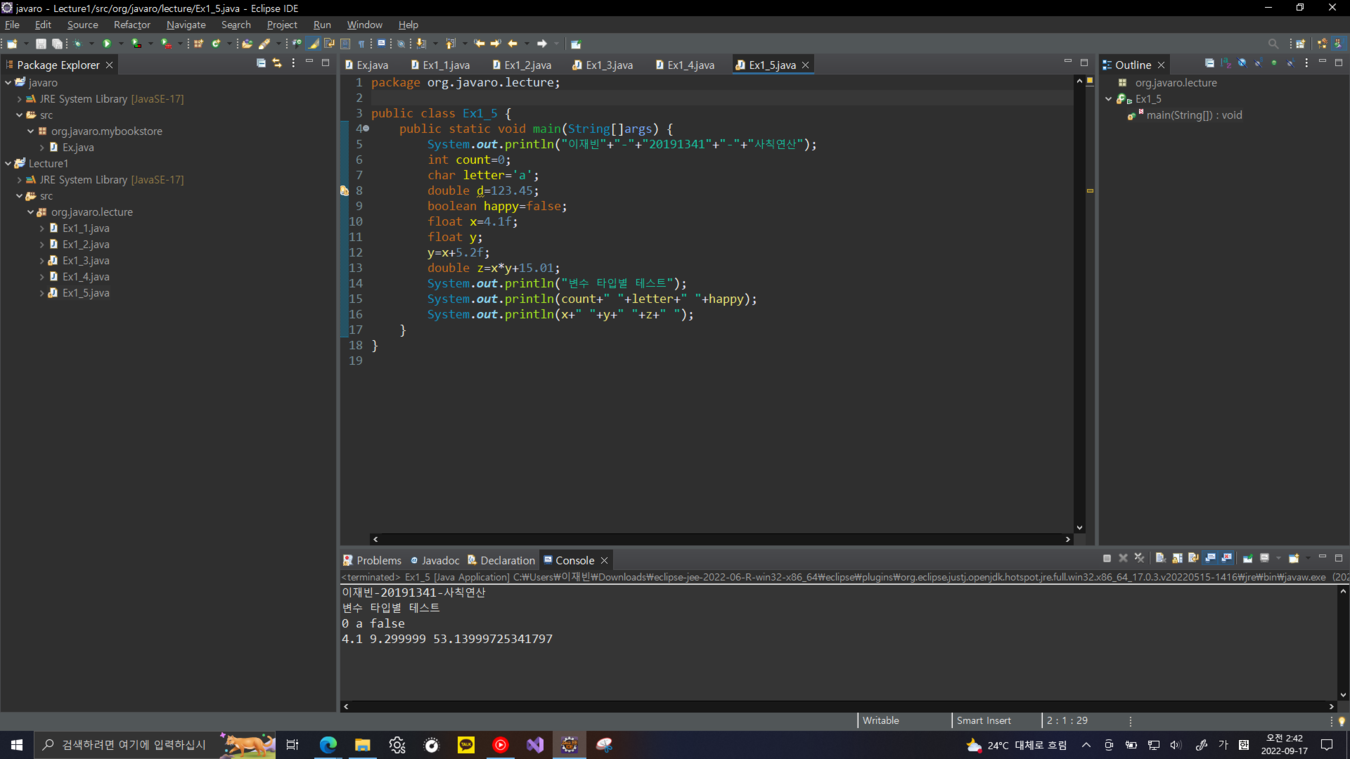 javaro - Lecture1/src/org/javaro/lecture/Ex1_5.java - Eclipse IDE
File Edit Source Refactor Navigate Search Project Run Window Help
Package Explorer
javaro
JRE System Library [JavaSE-17]
src
org.javaro.mybookstore
Ex.java
Lecture1
JRE System Library [JavaSE-17]
src
org.javaro.lecture
Ex1_1.java
Ex1_2.java
Ex1_3.java
Ex1_4.java
Ex1_5.java
Ex.java Ex1_1.java Ex1_2.java Ex1_3.java Ex1_4.java Ex1_5.java
1 package org.javaro.lecture;
2
3 public class Ex1_5 {
4 public static void main(String[]args) {
5 System.out.println("이재빈"+"-"+"20191341"+"-"+"사칙연산");
6 int count=0;
7 char letter='a';
8 double d=123.45;
9 boolean happy=false;
10 float x=4.1f;
11 float y;
12 y=x+5.2f;
13 double z=x*y+15.01;
14 System.out.println("변수 타입별 테스트");
15 System.out.println(count+" "+letter+" "+happy);
16 System.out.println(x+" "+y+" "+z+" ");
17 }
18 }
19
Outline
org.javaro.lecture
Ex1_5
main(String[]) : void
Problems Javadoc Declaration Console
<terminated> Ex1_5 [Java Application] C:₩Users₩이재빈₩Downloads₩eclipse-jee-2022-06-R-win32-x86_64₩eclipse₩plugins₩org.eclipse.justj.openjdk.hotspot.jre.full.win32.x86_64_17.0.3.v20220515-1416₩jre₩bin₩javaw.exe (202
이재빈-20191341-사칙연산
변수 타입별 테스트
0 a false
4.1 9.299999 53.13999725341797
Writable Smart Insert 2 : 1 : 29
검색하려면 여기에 입력하십시
TALK
24°C 대체로 흐림
가
오전 2:42
2022-09-17